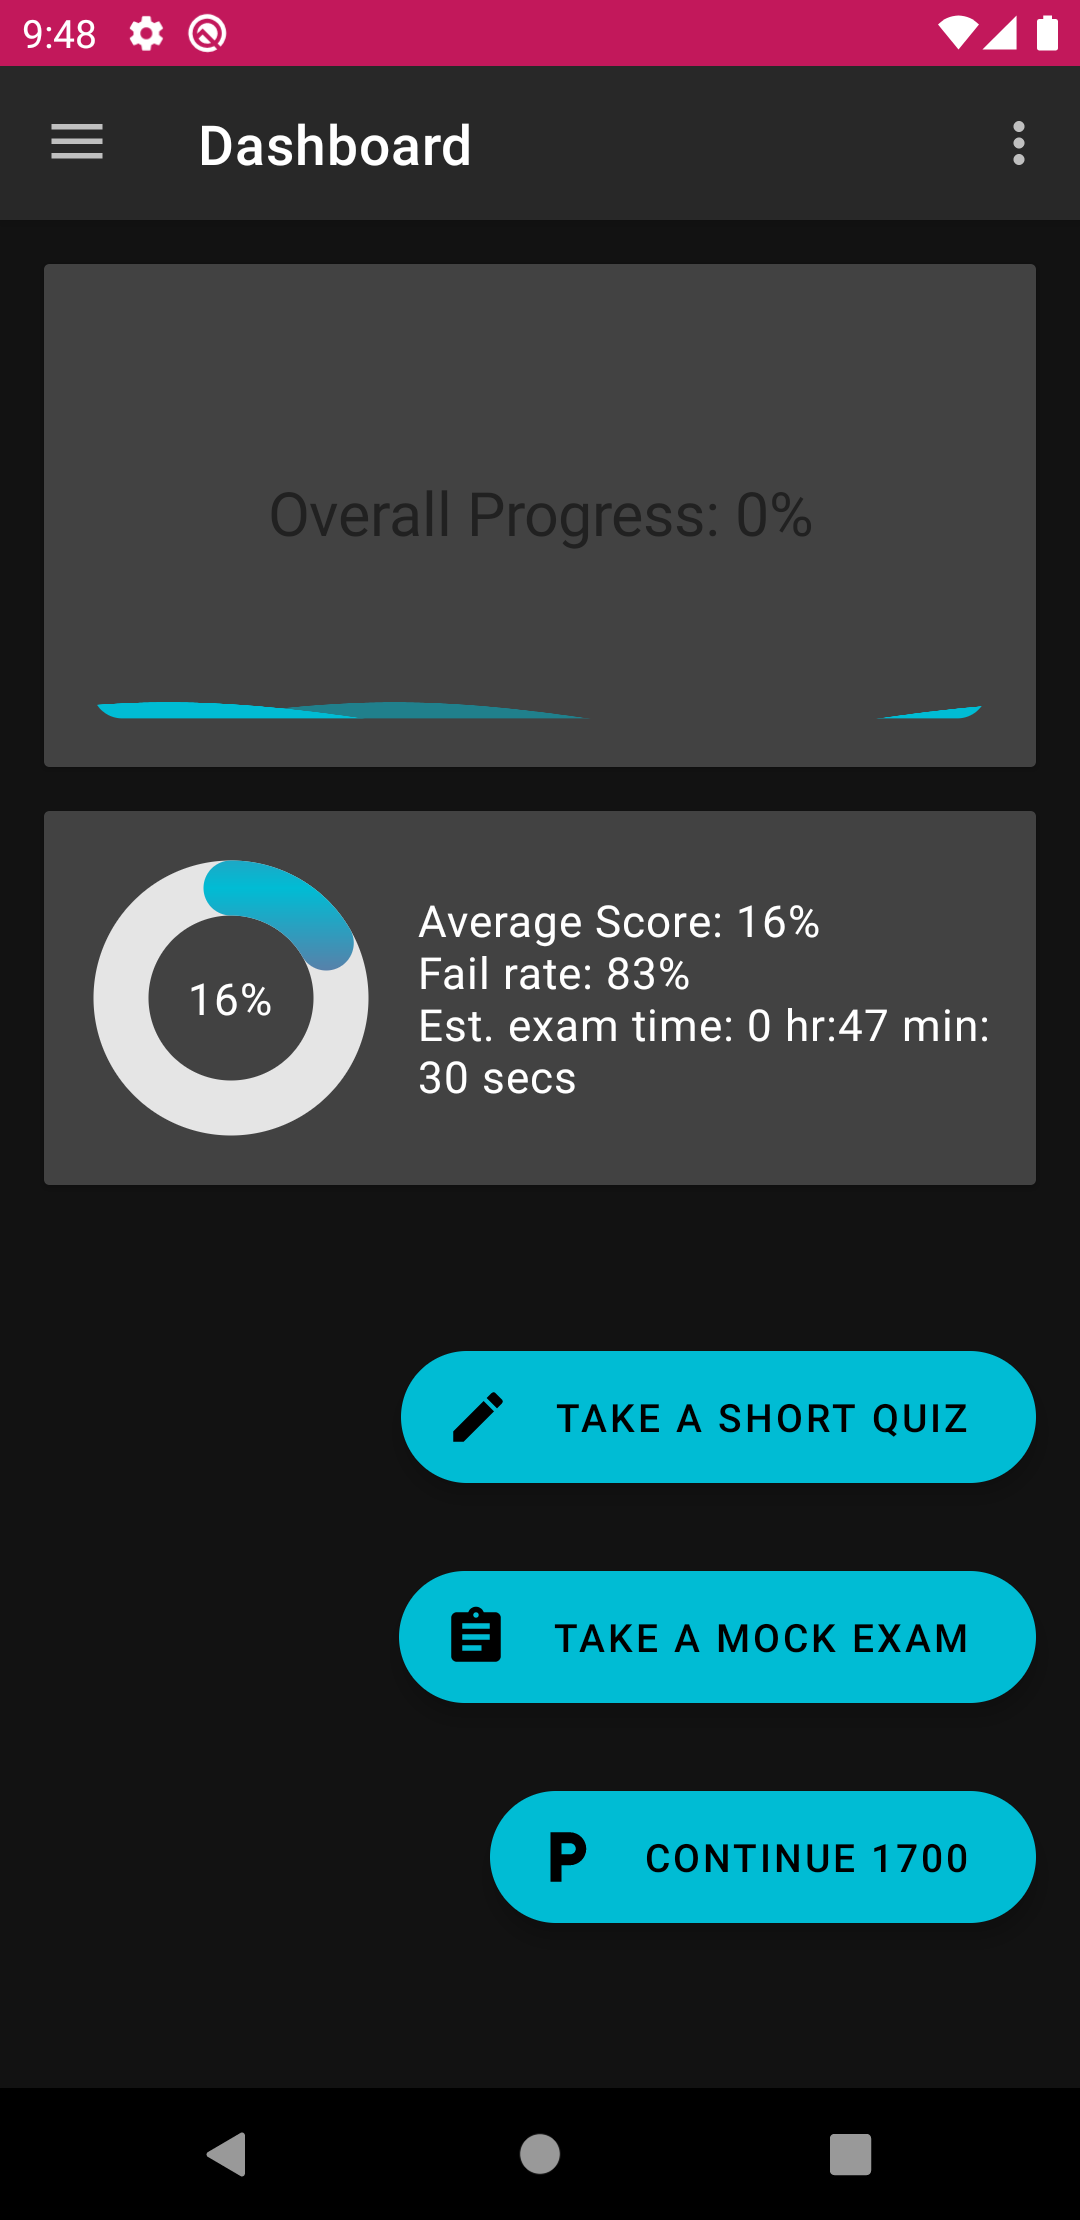 9:48
Dashboard
Overall Progress: 0%
16%
Average Score: 16%
Fail rate: 83%
Est. exam time: 0 hr:47 min:
30 secs
TAKE A SHORT QUIZ
TAKE A MOCK EXAM
P CONTINUE 1700